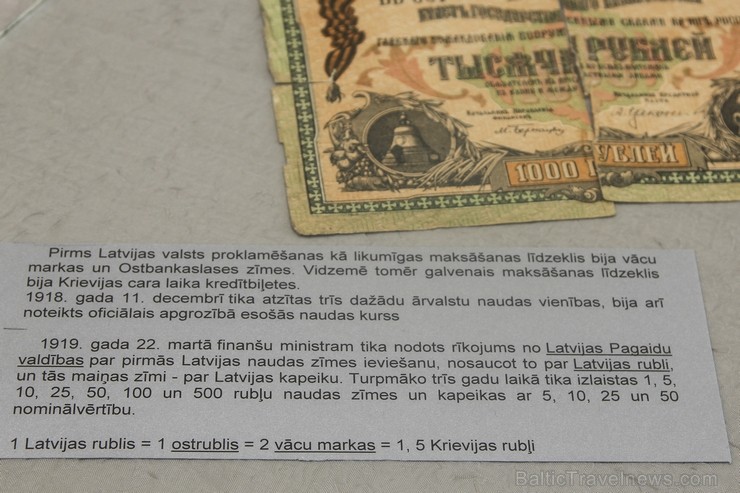 ТЫСЯЧ РУБЛЕЙ
1000 РУБЛЕЙ
Pirms Latvijas valsts proklamēšanas kā likumīgas maksāšanas līdzeklis bija vācu
markas un Ostbankaslases zīmes. Vidzemē tomēr galvenais maksāšanas līdzeklis
bija Krievijas cara laika kredītbiļetes.
1918. gada 11. decembrī tika atzītas trīs dažādu ārvalstu naudas vienības, bija arī
noteikts oficiālais apgrozībā esošās naudas kurss
1919. gada 22. martā finanšu ministram tika nodots rīkojums no Latvijas Pagaidu
valdības par pirmās Latvijas naudas zīmes ieviešanu, nosaucot to par Latvijas rubli,
un tās maiņas zīmi - par Latvijas kapeiku. Turpmāko trīs gadu laikā tika izlaistas 1, 5,
10, 25, 50, 100 un 500 rubļu naudas zīmes un kapeikas ar 5, 10, 25 un 50
nominālvērtību.
1 Latvijas rublis = 1 ostrublis = 2 vācu markas = 1, 5 Krievijas rubļi
BalticTravelnews.com